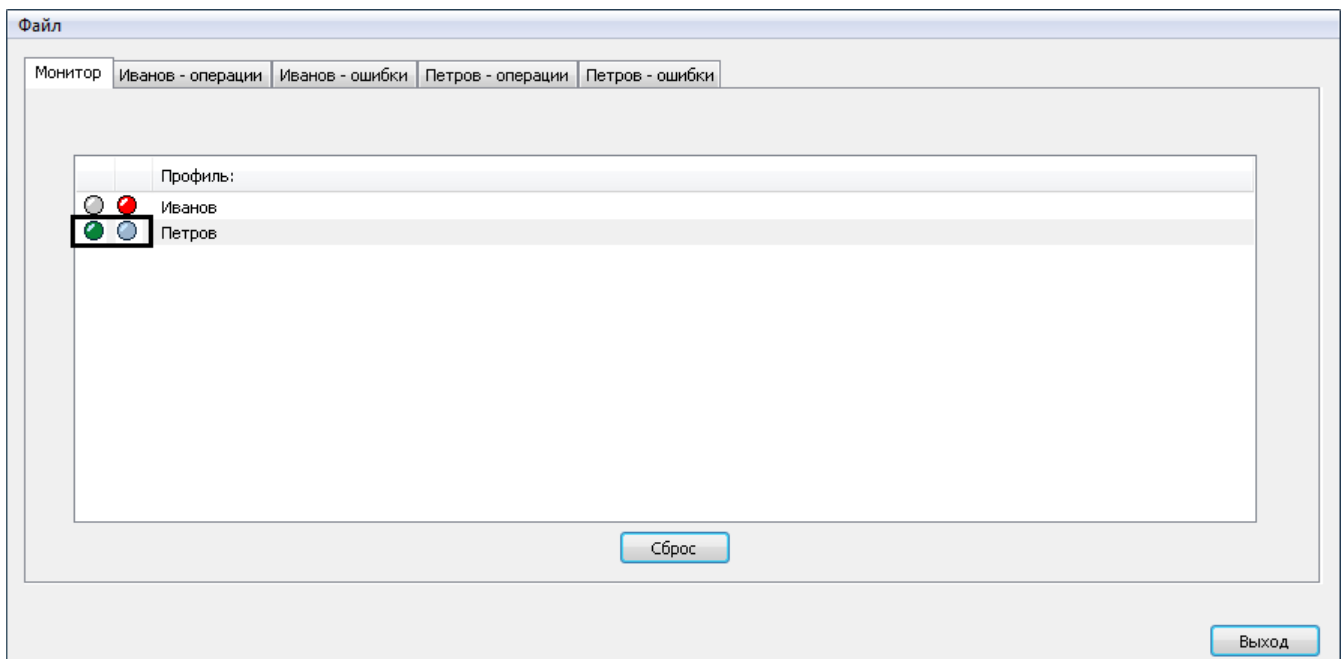 Файл
Монитор Иванов - операции Иванов - ошибки Петров - операции Петров - ошибки
Профиль:
Иванов
Петров
Сброс
Выход